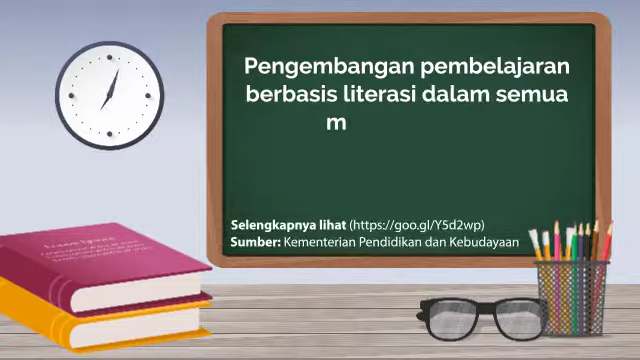 Pengembangan pembelajaran
berbasis literasi dalam semua
m
Selengkapnya lihat (https://goo.gl/Y5d2wp)
Sumber: Kementerian Pendidikan dan Kebudayaan